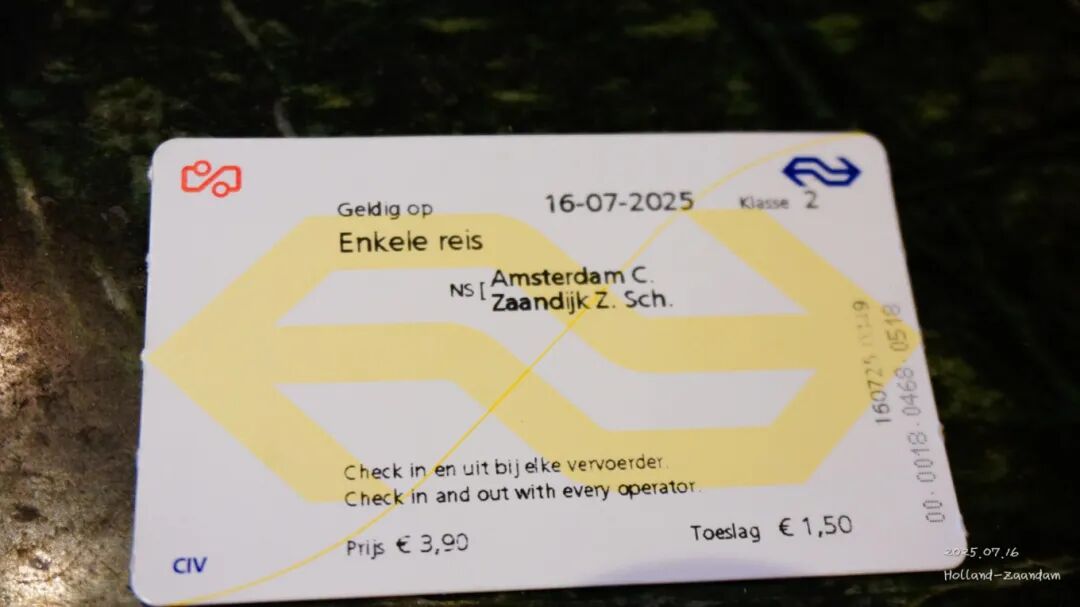 Geldig op 16-07-2025 Klasse 2
Enkele reis
NS [ Amsterdam C.
Zaandijk Z. Sch.
Check in en uit bij elke vervoerder.
Check in and out with every operator.
Prijs € 3,90 Toeslag € 1,50
CIV
160725
00·0018·0468·0518
2025.07.16
Holland-Zaandam